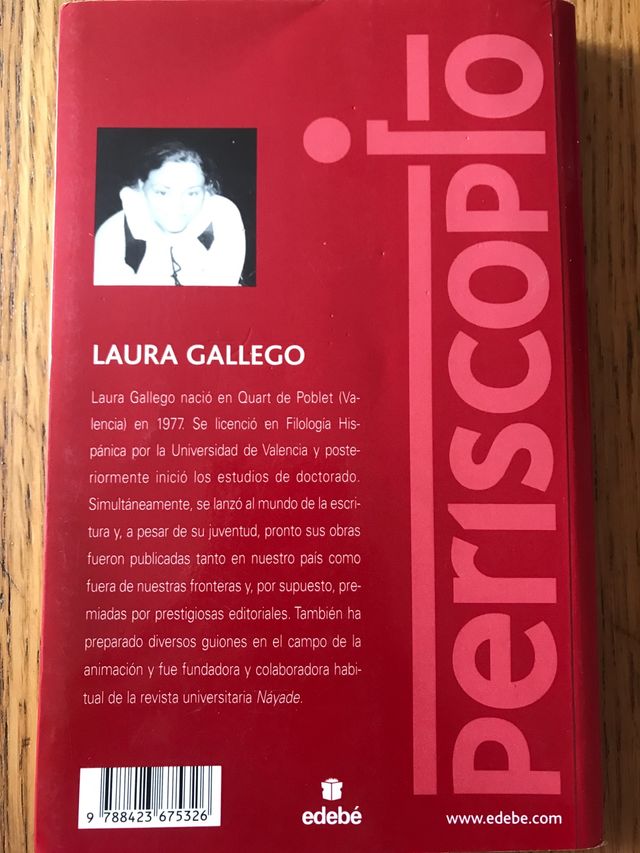 periscopio
LAURA GALLEGO
Laura Gallego nació en Quart de Poblet (Va-
lencia) en 1977. Se licenció en Filología His-
pánica por la Universidad de Valencia y poste-
riormente inició los estudios de doctorado.
Simultáneamente, se lanzó al mundo de la escri-
tura y, a pesar de su juventud, pronto sus obras
fueron publicadas tanto en nuestro país como
fuera de nuestras fronteras y, por supuesto, pre-
miadas por prestigiosas editoriales. También ha
preparado diversos guiones en el campo de la
animación y fue fundadora y colaboradora habi-
tual de la revista universitaria Náyade.
9 788423 675326
edebé
www.edebe.com